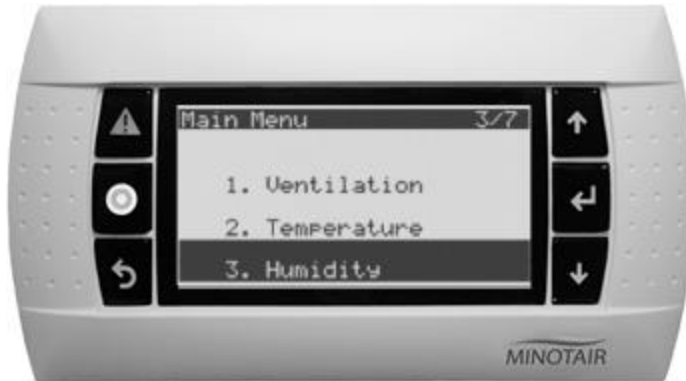 Main Menu 3/7
1. Ventilation
2. Temperature
3. Humidity
MINOTAIR